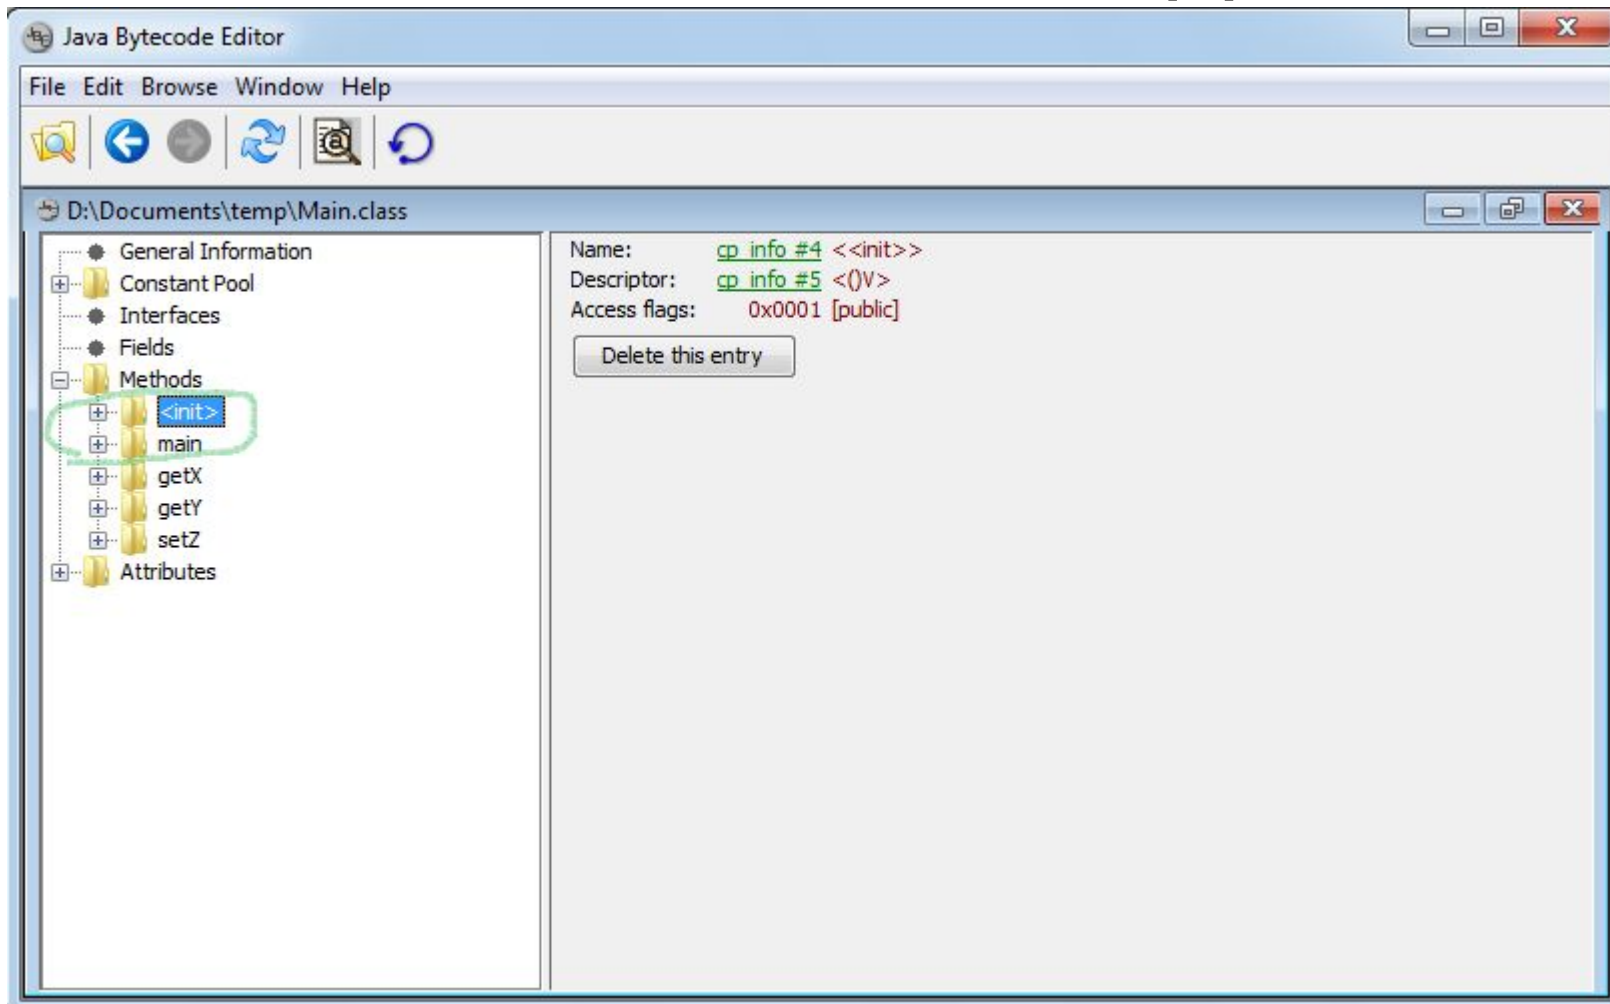 Java Bytecode Editor
File Edit Browse Window Help
D:\Documents\temp\Main.class
General Information
Constant Pool
Interfaces
Fields
Methods
<init>
main
getX
getY
setZ
Attributes
Name: cp_info #4 <<init>>
Descriptor: cp_info #5 <()V>
Access flags: 0x0001 [public]
Delete this entry